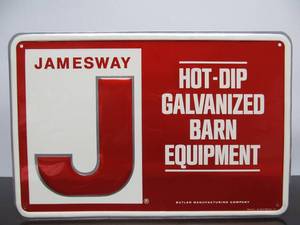 JAMESWAY
J
®
HOT-DIP
GALVANIZED
BARN
EQUIPMENT
BUTLER MANUFACTURING COMPANY